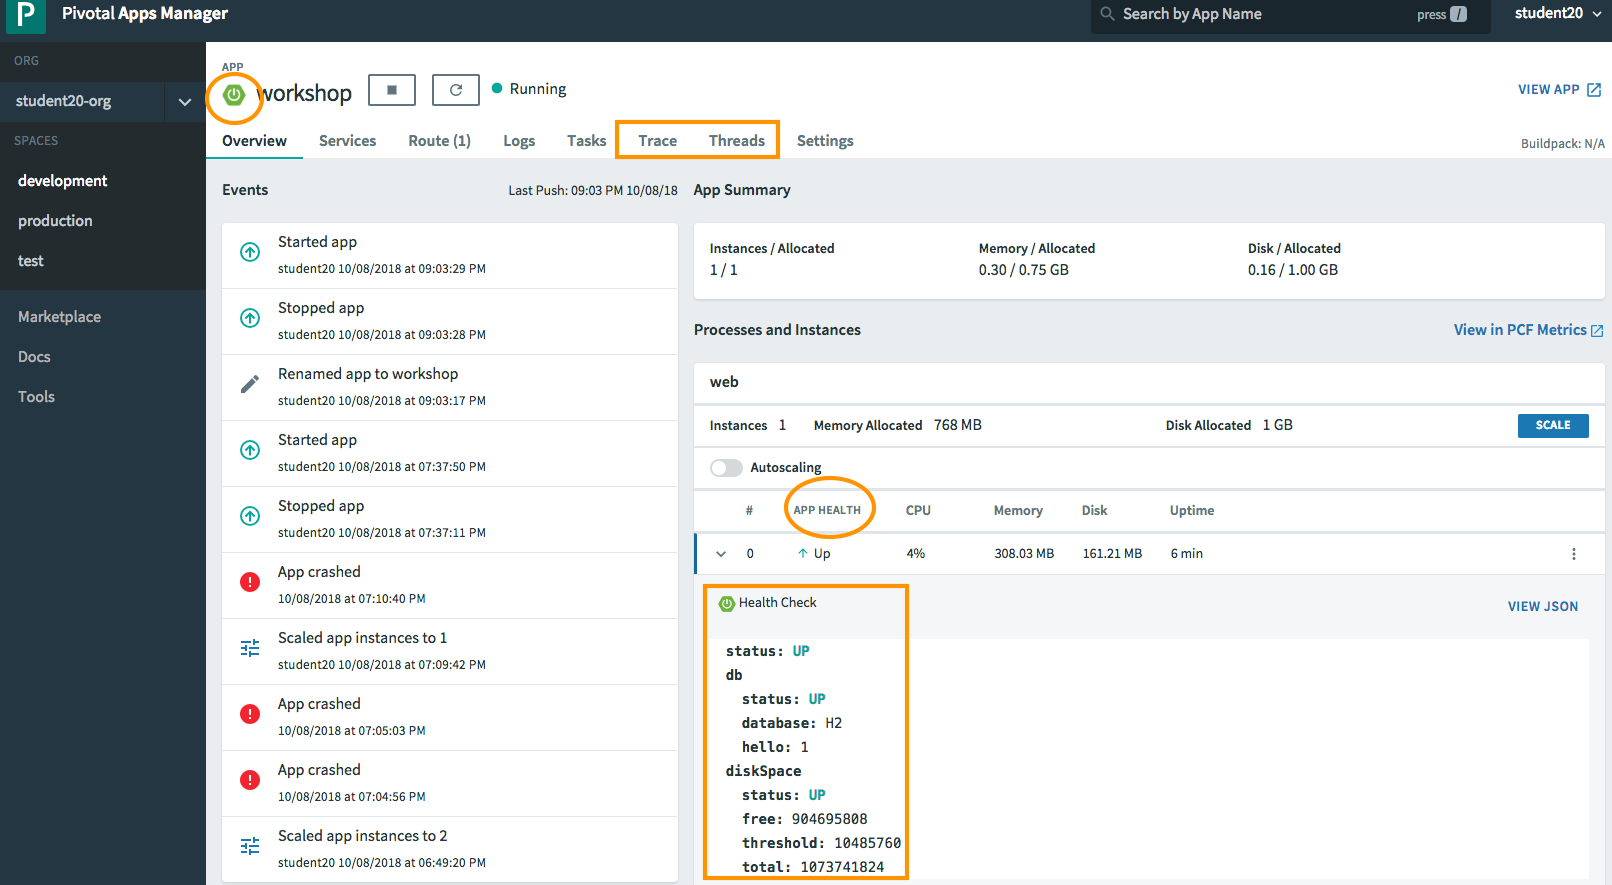 P Pivotal Apps Manager
Search by App Name press /
student20
ORG
student20-org
SPACES
development
production
test
Marketplace
Docs
Tools
APP
workshop
Running
VIEW APP
Overview Services Route (1) Logs Tasks Trace Threads Settings
Buildpack: N/A
Events
Last Push: 09:03 PM 10/08/18
Started app
student20 10/08/2018 at 09:03:29 PM
Stopped app
student20 10/08/2018 at 09:03:28 PM
Renamed app to workshop
student20 10/08/2018 at 09:03:17 PM
Started app
student20 10/08/2018 at 07:37:50 PM
Stopped app
student20 10/08/2018 at 07:37:11 PM
App crashed
10/08/2018 at 07:10:40 PM
Scaled app instances to 1
student20 10/08/2018 at 07:09:42 PM
App crashed
10/08/2018 at 07:05:03 PM
App crashed
10/08/2018 at 07:04:56 PM
Scaled app instances to 2
student20 10/08/2018 at 06:49:20 PM
App Summary
Instances / Allocated Memory / Allocated Disk / Allocated
1 / 1 0.30 / 0.75 GB 0.16 / 1.00 GB
Processes and Instances
View in PCF Metrics
web
Instances 1 Memory Allocated 768 MB Disk Allocated 1 GB
SCALE
Autoscaling
# APP HEALTH CPU Memory Disk Uptime
0 Up 4% 308.03 MB 161.21 MB 6 min
Health Check
VIEW JSON
status: UP
db
status: UP
database: H2
hello: 1
diskSpace
status: UP
free: 904695808
threshold: 10485760
total: 1073741824